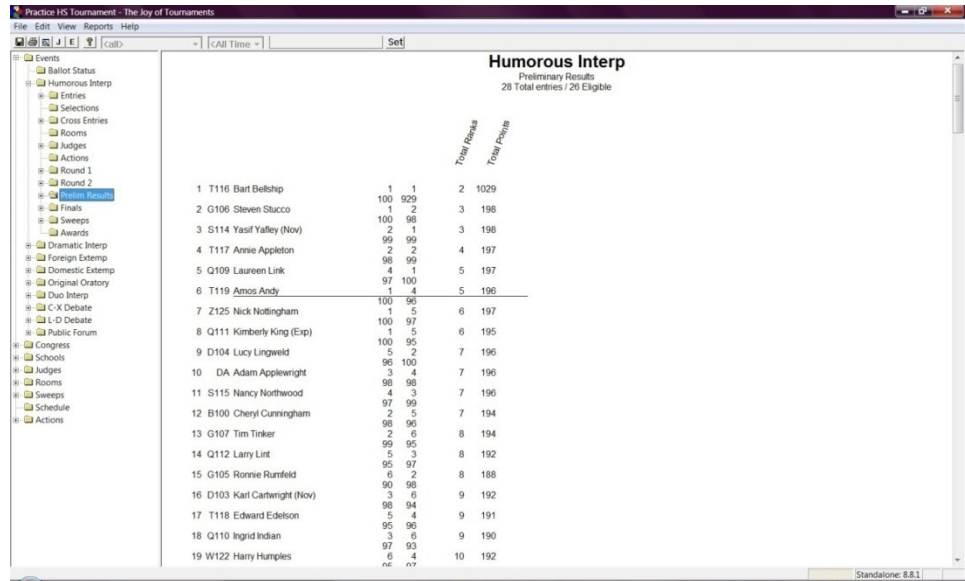 Practice HS Tournament - The Joy of Tournaments
File Edit View Reports Help
J E ? <all> <All Time Set
Events
Ballot Status
Humorous Interp
Entries
Selections
Cross Entries
Rooms
Judges
Actions
Round 1
Round 2
Prelim Results
Finals
Sweeps
Awards
Dramatic Interp
Foreign Extemp
Domestic Extemp
Original Oratory
Duo Interp
C-X Debate
L-D Debate
Public Forum
Congress
Schools
Judges
Rooms
Sweeps
Schedule
Actions
Humorous Interp
Preliminary Results
28 Total entries / 26 Eligible
Total Ranks Total Points
1 T116 Bart Bellship 1 1 2 1029
100 929
2 G106 Steven Stucco 1 2 3 198
100 98
3 S114 Yasif Yafley (Nov) 2 1 3 198
99 99
4 T117 Annie Appleton 2 2 4 197
98 99
5 Q109 Laureen Link 4 1 5 197
97 100
6 T119 Amos Andy 1 4 5 196
100 96
7 Z125 Nick Nottingham 1 5 6 197
100 97
8 Q111 Kimberly King (Exp) 1 5 6 195
100 95
9 D104 Lucy Lingweld 5 2 7 196
96 100
10 DA Adam Applewright 3 4 7 196
98 98
11 S115 Nancy Northwood 4 3 7 196
97 99
12 B100 Cheryl Cunningham 2 5 7 194
98 96
13 G107 Tim Tinker 2 6 8 194
99 95
14 Q112 Larry Lint 5 3 8 192
95 97
15 G105 Ronnie Rumfeld 6 2 8 188
90 98
16 D103 Karl Cartwright (Nov) 3 6 9 192
98 94
17 T118 Edward Edelson 5 4 9 191
95 96
18 Q110 Ingrid Indian 3 6 9 190
97 93
19 W122 Harry Humples 6 4 10 192
Standalone: 8.8.1